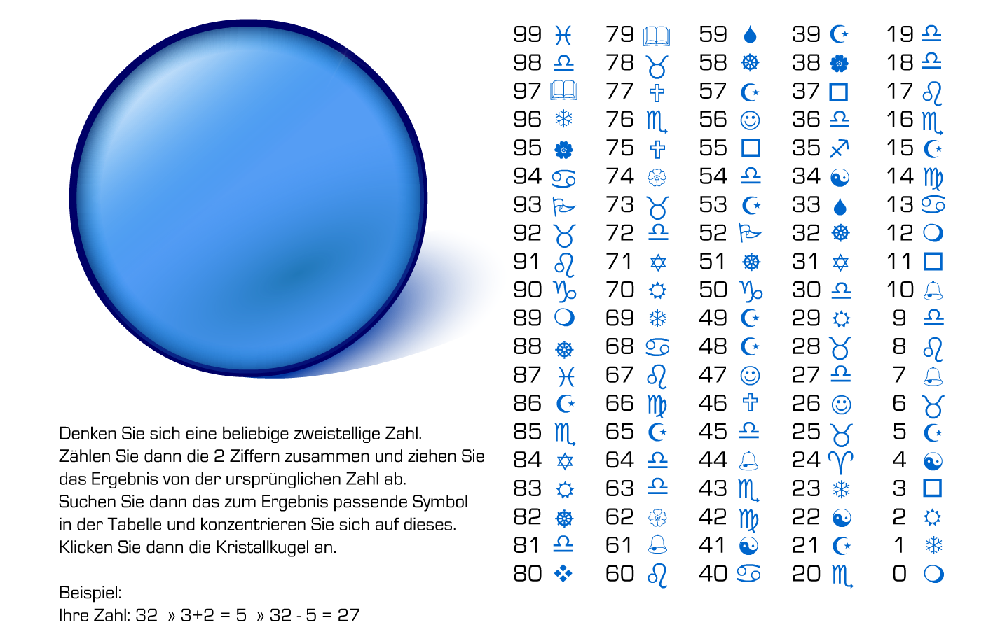 99 ♓ 79 🕮 59 💧 39 ☪ 19 ♎
98 ♎ 78 ♉ 58 ☸ 38 🏵 18 ♎
97 🕮 77 ✞ 57 ☪ 37 □ 17 ♌
96 ❄ 76 ♏ 56 ☺ 36 ♎ 16 ♏
95 🏵 75 ✞ 55 □ 35 ♐ 15 ☪
94 ♋ 74 ❀ 54 ♎ 34 ☯ 14 ♍
93 🏱 73 ♉ 53 ☪ 33 💧 13 ♋
92 ♉ 72 ♎ 52 🏱 32 ☸ 12 ❍
91 ♌ 71 ✡ 51 ☸ 31 ✡ 11 □
90 ♑ 70 ☼ 50 ♑ 30 ♎ 10 🕭
89 ❍ 69 ❄ 49 ☪ 29 ☼ 9 ♎
88 ☸ 68 ♋ 48 ☪ 28 ♉ 8 ♌
87 ♓ 67 ♌ 47 ☺ 27 ♎ 7 🕭
86 ☪ 66 ♍ 46 ✞ 26 ☺ 6 ♉
85 ♏ 65 ☪ 45 ♎ 25 ♉ 5 ☪
84 ✡ 64 ♎ 44 🕭 24 ♈ 4 ☯
83 ☼ 63 ♎ 43 ♏ 23 ❄ 3 □
82 ☸ 62 ❀ 42 ♍ 22 ☯ 2 ☼
81 ♎ 61 🕭 41 ☯ 21 ☪ 1 ❄
80 ❖ 60 ♌ 40 ♋ 20 ♏ 0 ❍
Denken Sie sich eine beliebige zweistellige Zahl.
Zählen Sie dann die 2 Ziffern zusammen und ziehen Sie
das Ergebnis von der ursprünglichen Zahl ab.
Suchen Sie dann das zum Ergebnis passende Symbol
in der Tabelle und konzentrieren Sie sich auf dieses.
Klicken Sie dann die Kristallkugel an.
Beispiel:
Ihre Zahl: 32 » 3+2 = 5 » 32 - 5 = 27